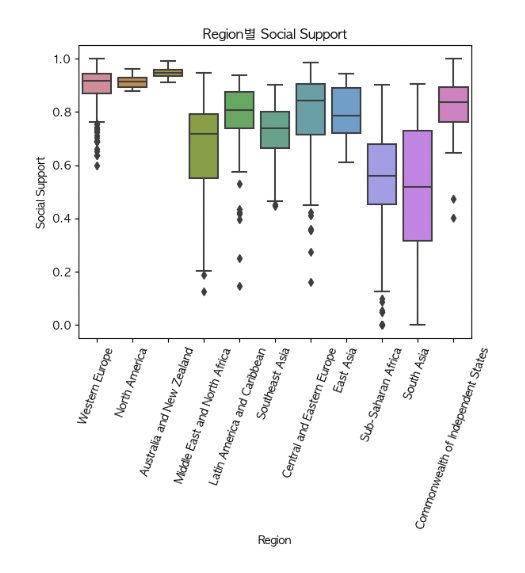 Region별 Social Support
1.0
0.8
0.6
0.4
0.2
0.0
Social Support
Western Europe
North America
Australia and New Zealand
Middle East and North Africa
Latin America and Caribbean
Southeast Asia
Central and Eastern Europe
East Asia
Sub-Saharan Africa
South Asia
Commonwealth of Independent States
Region